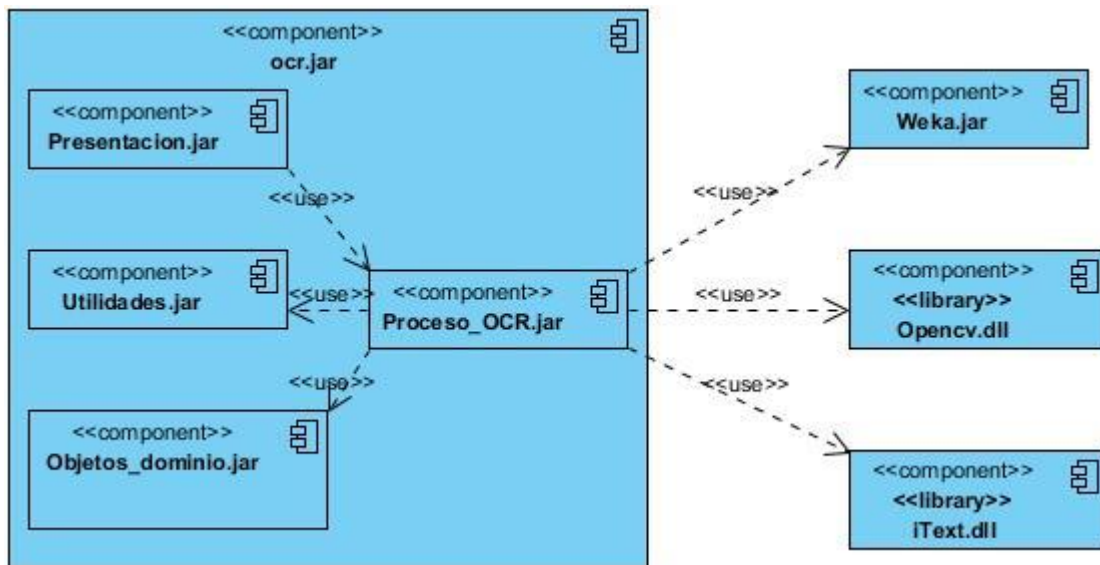 <<component>>
ocr.jar
<<component>>
Presentacion.jar
<<use>>
<<component>>
Utilidades.jar
<<use>>
<<component>>
Proceso_OCR.jar
<<use>>
<<component>>
Objetos_dominio.jar
<<component>>
Weka.jar
<<use>>
<<component>>
<<library>>
Opencv.dll
<<use>>
<<use>>
<<component>>
<<library>>
iText.dll